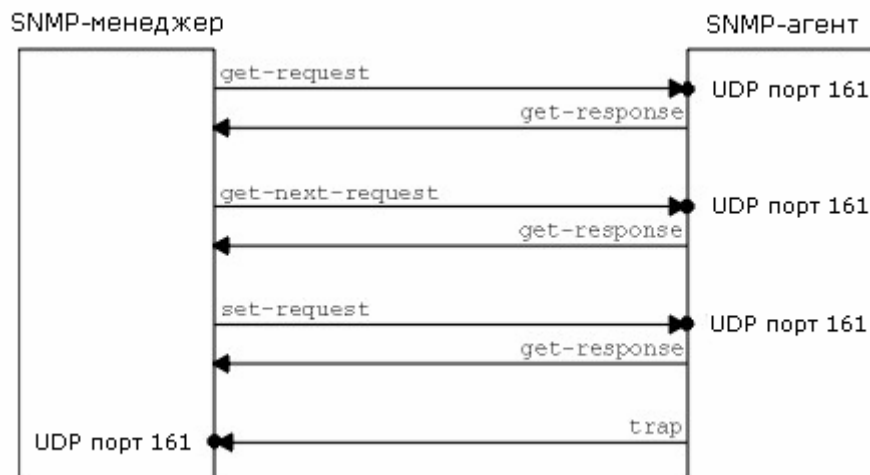 SNMP-менеджер
SNMP-агент
get-request
UDP порт 161
get-response
get-next-request
UDP порт 161
get-response
set-request
UDP порт 161
get-response
trap
UDP порт 161